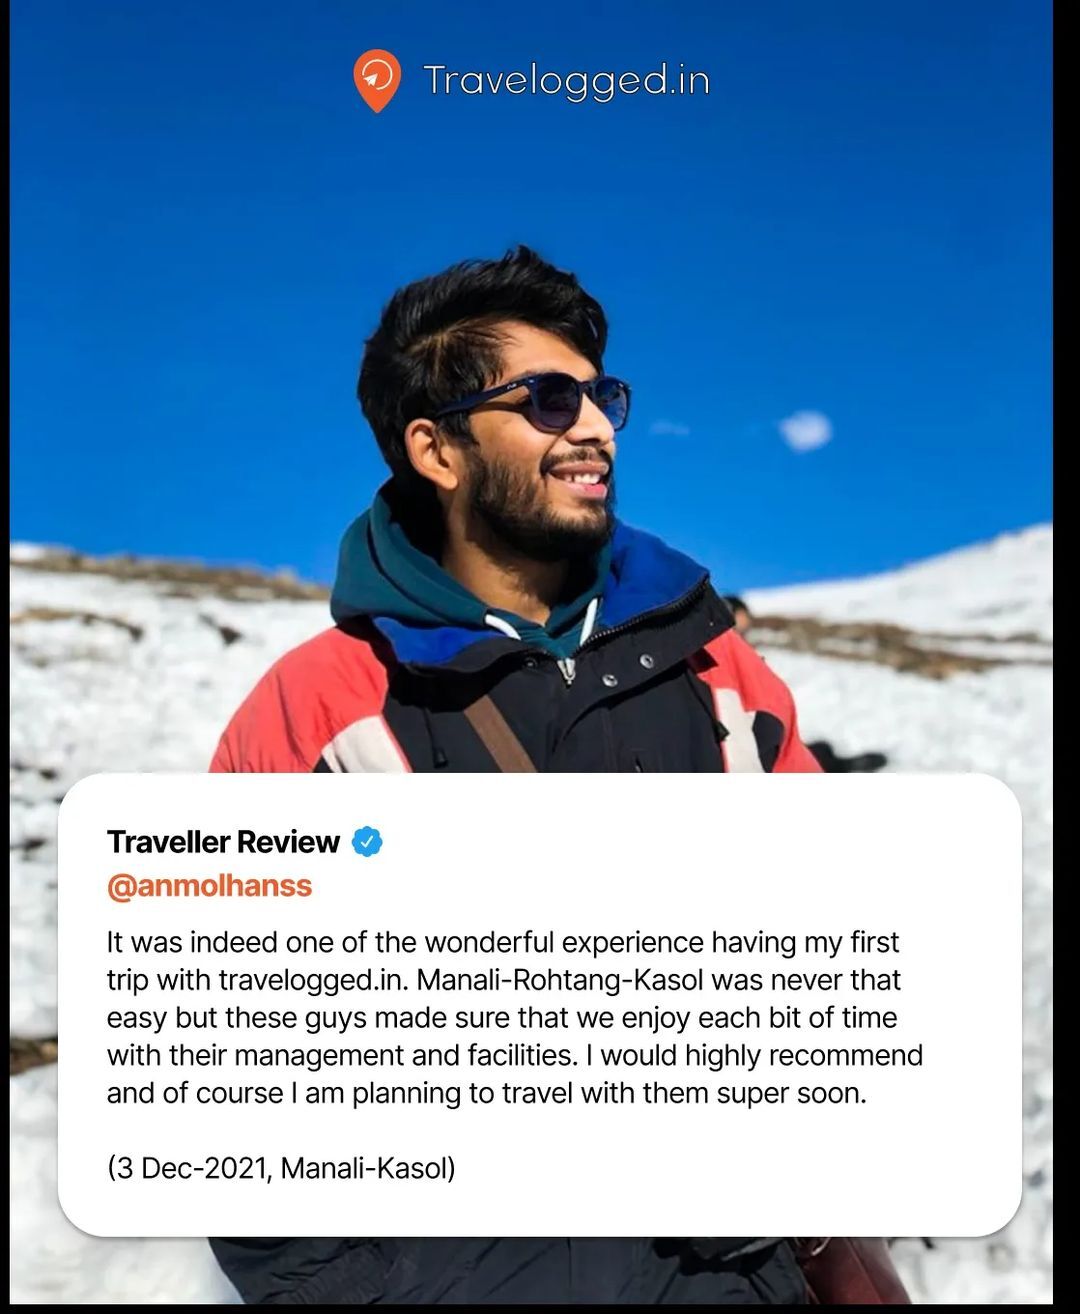 Travelogged.in
Traveller Review
@anmolhanss
It was indeed one of the wonderful experience having my first
trip with travelogged.in. Manali-Rohtang-Kasol was never that
easy but these guys made sure that we enjoy each bit of time
with their management and facilities. I would highly recommend
and of course I am planning to travel with them super soon.
(3 Dec-2021, Manali-Kasol)